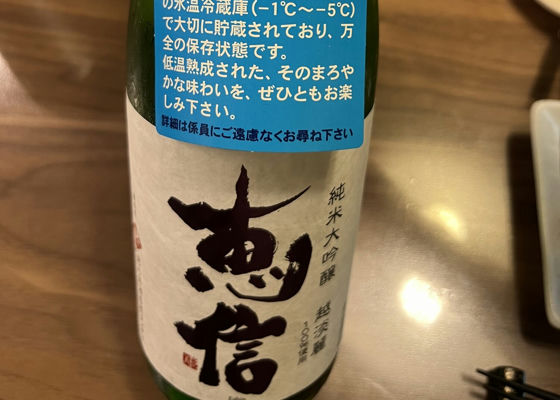 の氷温冷蔵庫(−1℃〜−5℃)
で大切に貯蔵されており、万
全の保存状態です。
低温熟成された、そのまろや
かな味わいを、ぜひともお楽
しみ下さい。
詳細は係員にご遠慮なくお尋ね下さい
純米大吟醸 越淡麗
100%使用
恵信